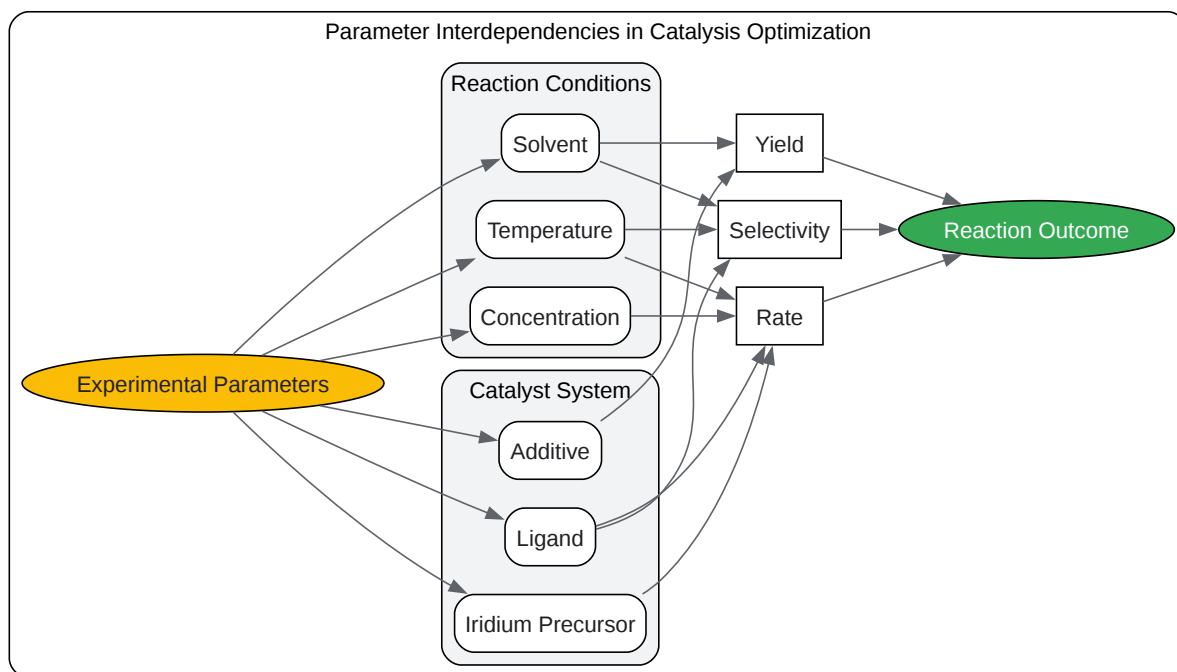 Parameter Interdependencies in Catalysis Optimization
Reaction Conditions
Solvent
Yield
Temperature
Selectivity
Reaction Outcome
Concentration
Rate
Experimental Parameters
Catalyst System
Additive
Ligand
Iridium Precursor